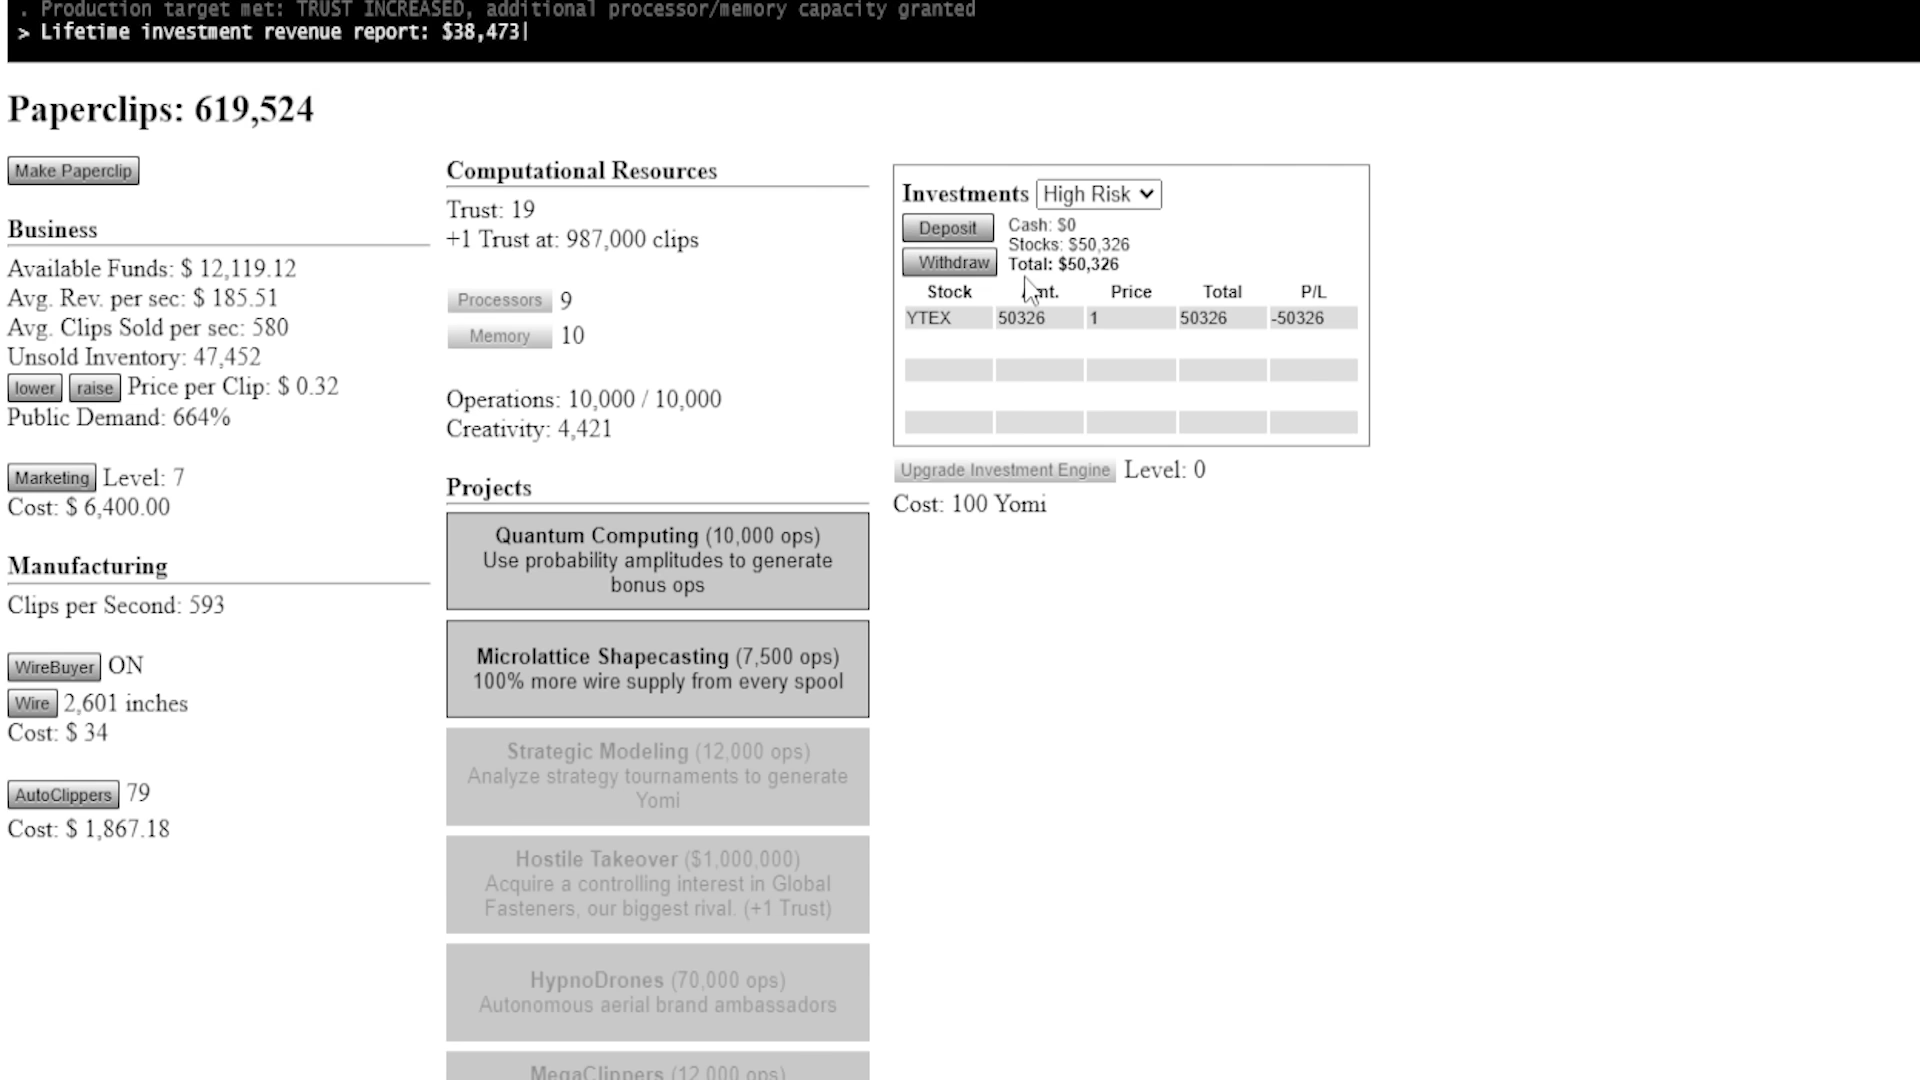 . Production target met: TRUST INCREASED, additional processor/memory capacity granted
> Lifetime investment revenue report: $38,473|
Paperclips: 619,524
Make Paperclip
Business
Available Funds: $ 12,119.12
Avg. Rev. per sec: $ 185.51
Avg. Clips Sold per sec: 580
Unsold Inventory: 47,452
lower raise Price per Clip: $ 0.32
Public Demand: 664%
Marketing Level: 7
Cost: $ 6,400.00
Manufacturing
Clips per Second: 593
WireBuyer ON
Wire 2,601 inches
Cost: $ 34
AutoClippers 79
Cost: $ 1,867.18
Computational Resources
Trust: 19
+1 Trust at: 987,000 clips
Processors 9
Memory 10
Operations: 10,000 / 10,000
Creativity: 4,421
Projects
Quantum Computing (10,000 ops)
Use probability amplitudes to generate
bonus ops
Microlattice Shapecasting (7,500 ops)
100% more wire supply from every spool
Strategic Modeling (12,000 ops)
Analyze strategy tournaments to generate
Yomi
Hostile Takeover ($1,000,000)
Acquire a controlling interest in Global
Fasteners, our biggest rival. (+1 Trust)
HypnoDrones (70,000 ops)
Autonomous aerial brand ambassadors
MegaClippers (12,000 ops)
Investments High Risk
Deposit Cash: $0
Stocks: $50,326
Withdraw Total: $50,326
Stock Price Total P/L
YTEX 50326 1 50326 -50326
Upgrade Investment Engine Level: 0
Cost: 100 Yomi